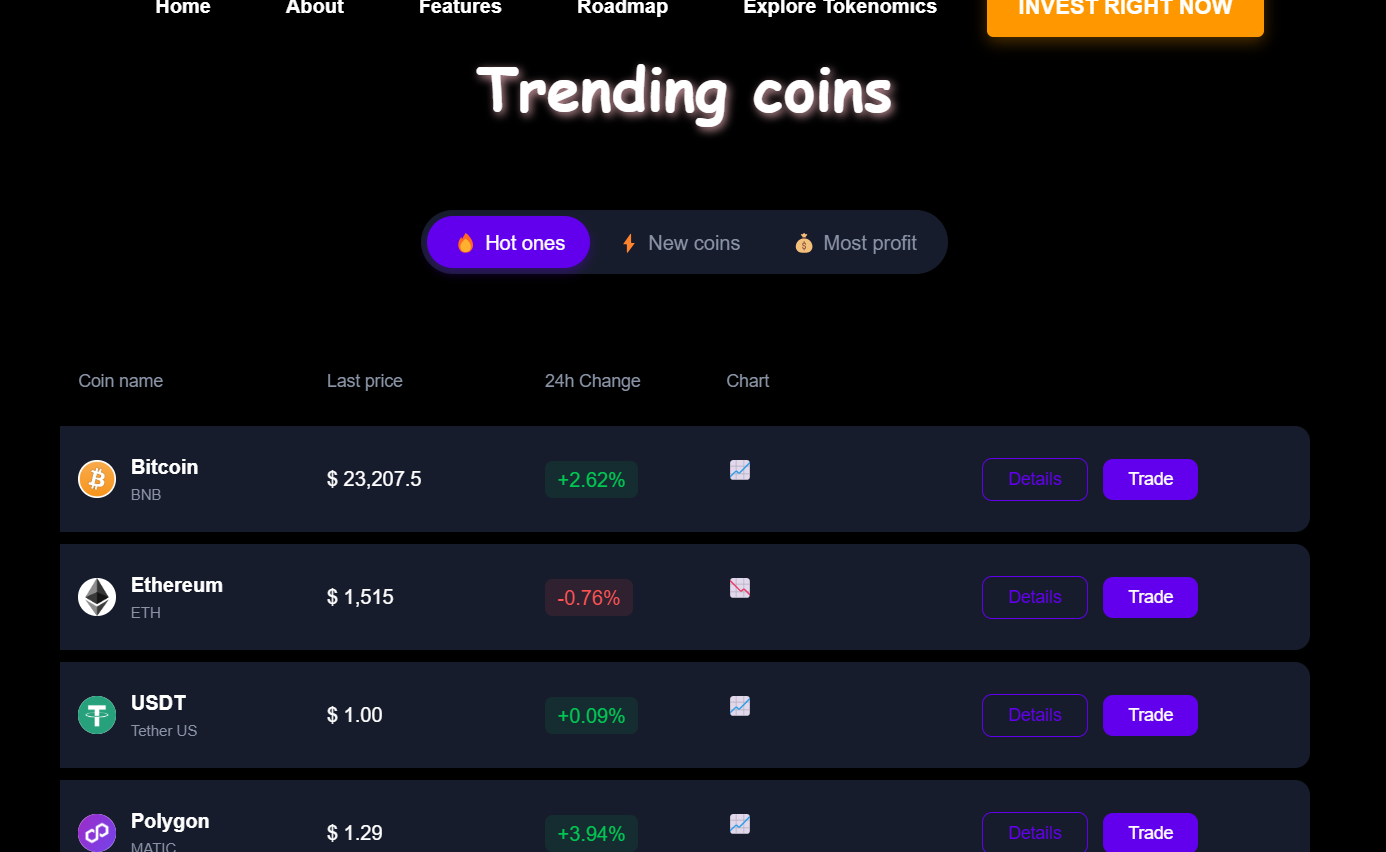 Home About Features Roadmap Explore Tokenomics INVEST RIGHT NOW
Trending coins
Hot ones New coins Most profit
Coin name Last price 24h Change Chart
Bitcoin
BNB
$ 23,207.5 +2.62% Details Trade
Ethereum
ETH
$ 1,515 -0.76% Details Trade
USDT
Tether US
$ 1.00 +0.09% Details Trade
Polygon
MATIC
$ 1.29 +3.94% Details Trade